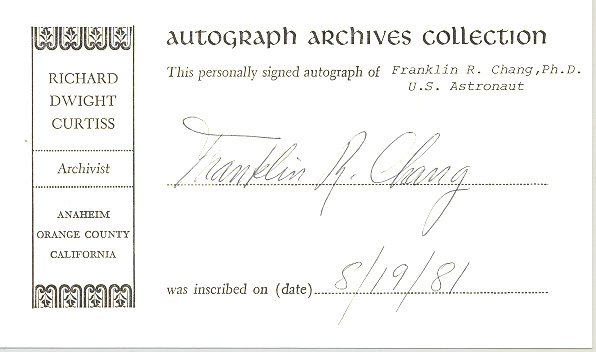 RICHARD
DWIGHT
CURTISS
Archivist
ANAHEIM
ORANGE COUNTY
CALIFORNIA
AUTOGRAPH ARCHIVES COLLECTION
This personally signed autograph of Franklin R. Chang,Ph.D.
U.S. Astronaut
Franklin R. Chang
was inscribed on (date) 8/19/81